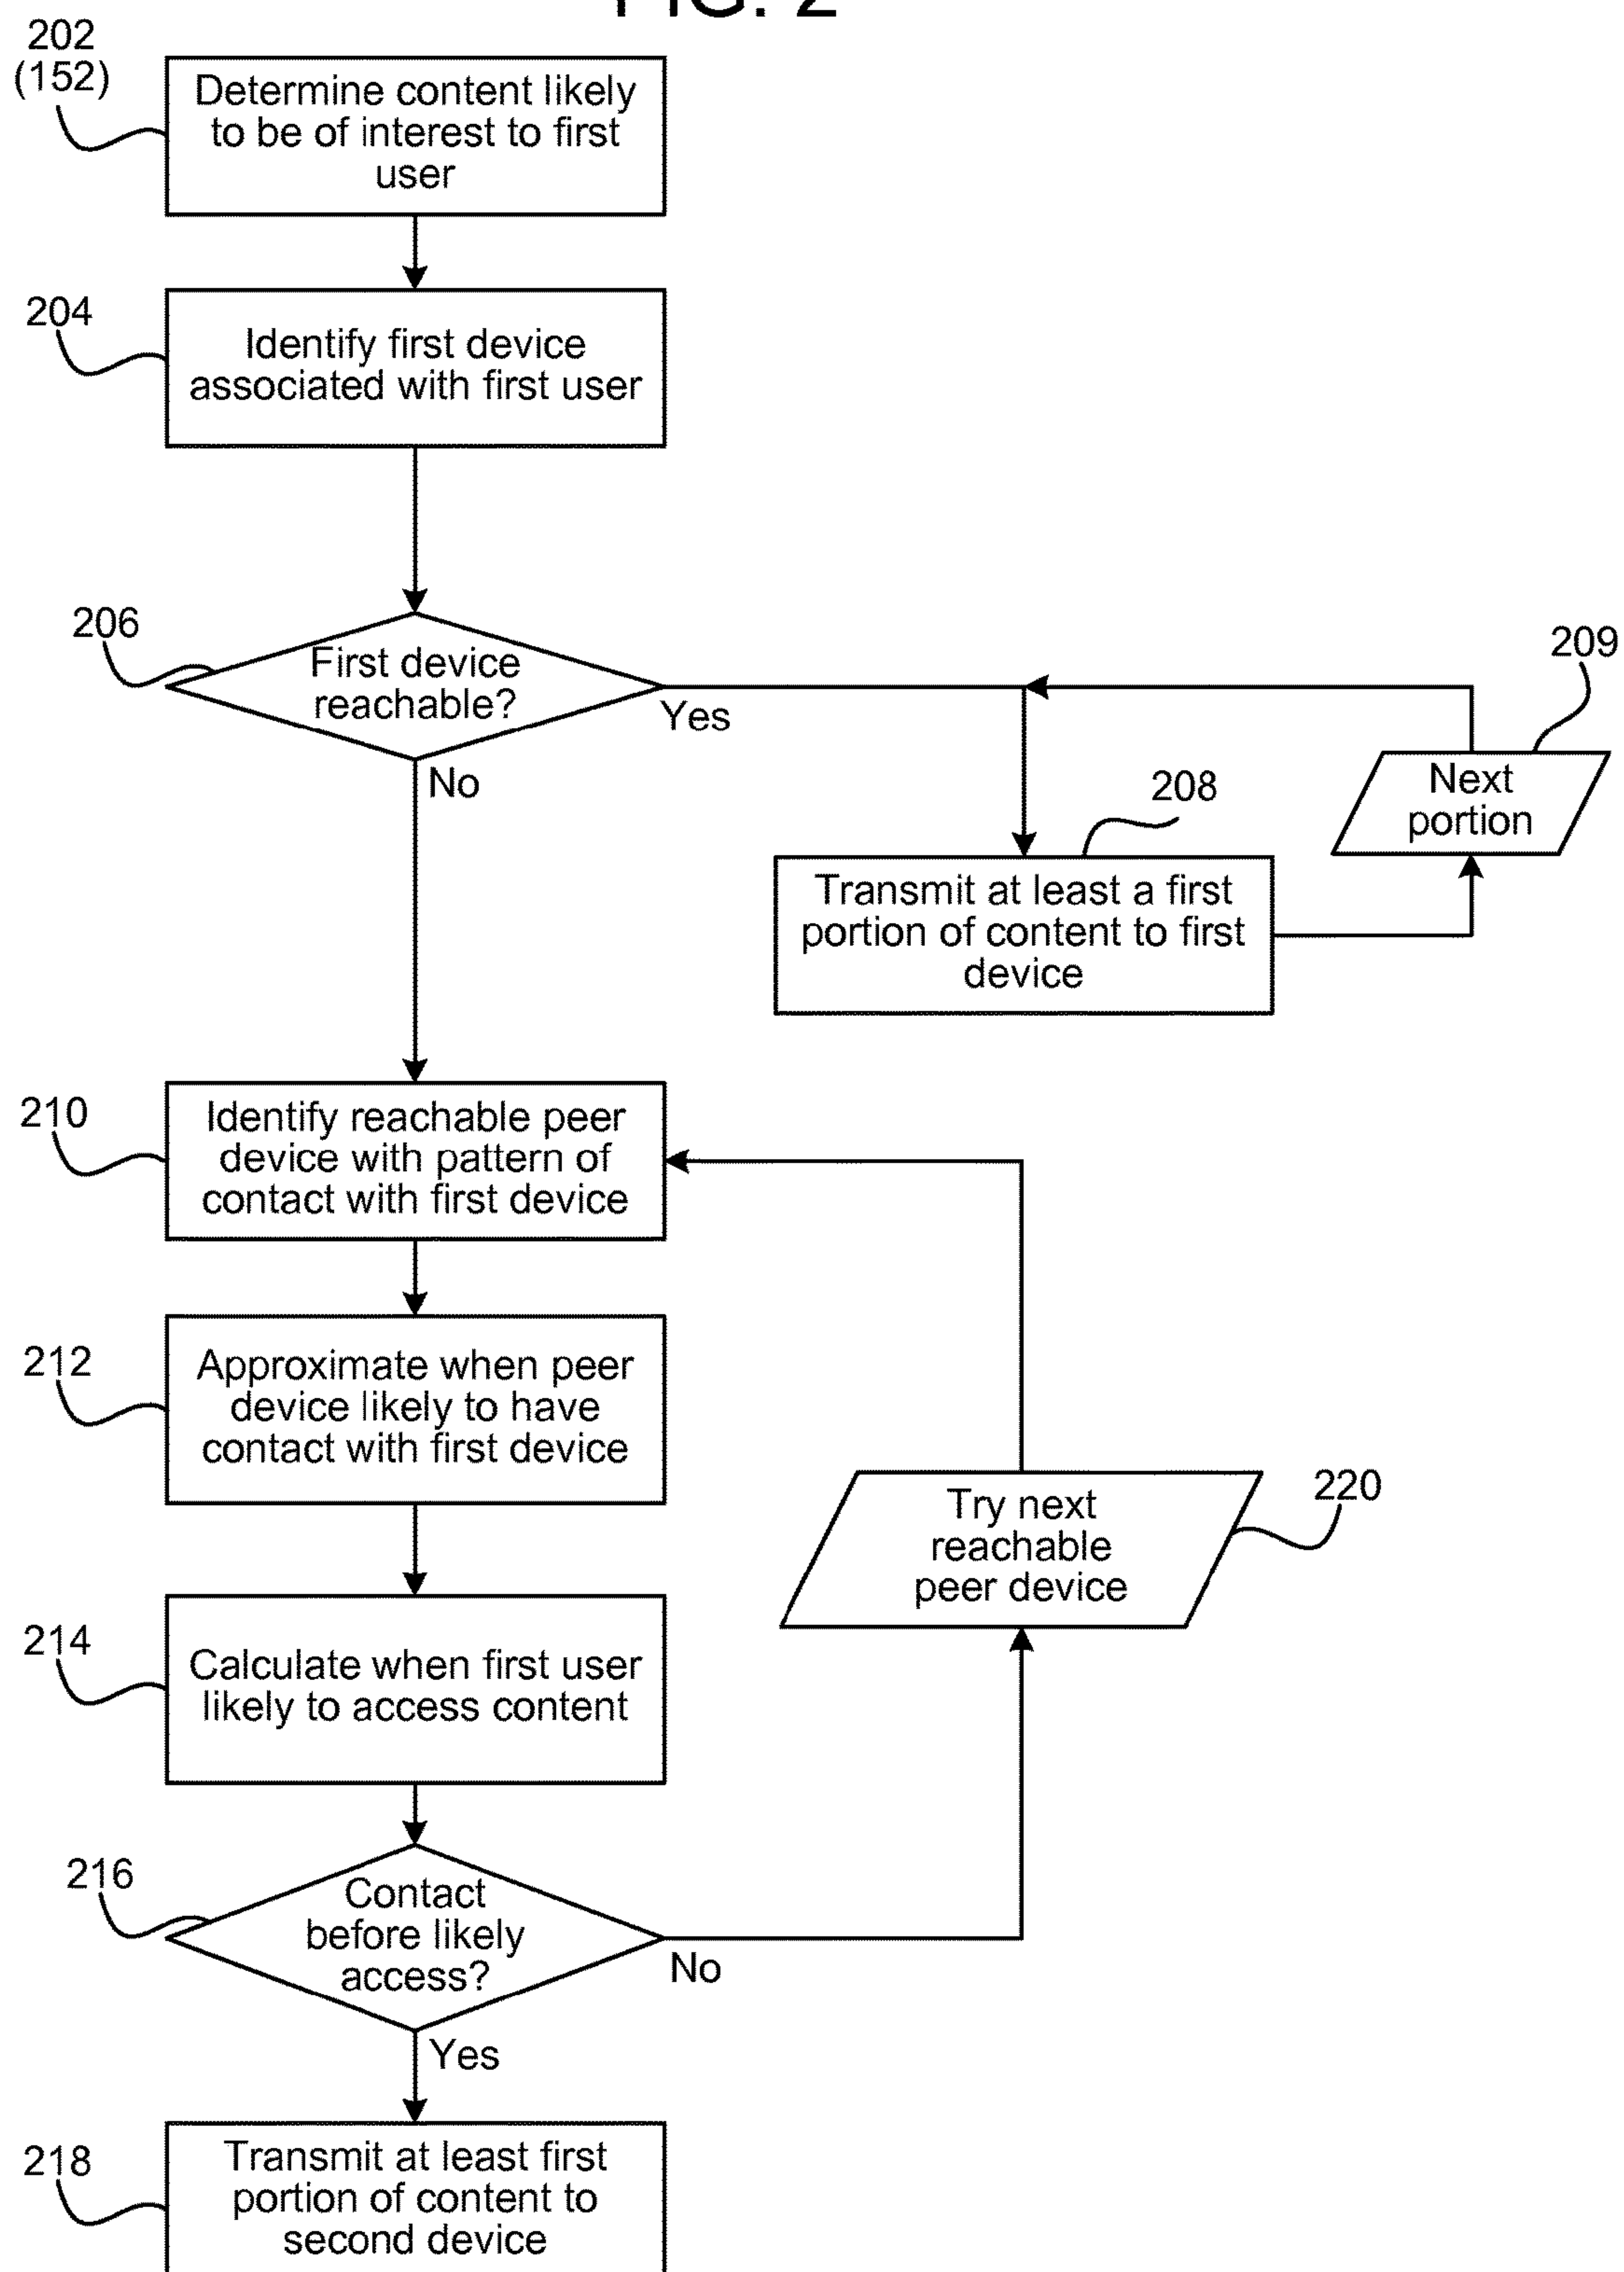 FIG. 2
202
(152)
Determine content likely
to be of interest to first
user
204
Identify first device
associated with first user
206
First device
reachable?
Yes
No
209
Next
portion
208
Transmit at least a first
portion of content to first
device
210
Identify reachable peer
device with pattern of
contact with first device
212
Approximate when peer
device likely to have
contact with first device
220
Try next
reachable
peer device
214
Calculate when first user
likely to access content
216
Contact
before likely
access?
No
Yes
218
Transmit at least first
portion of content to
second device